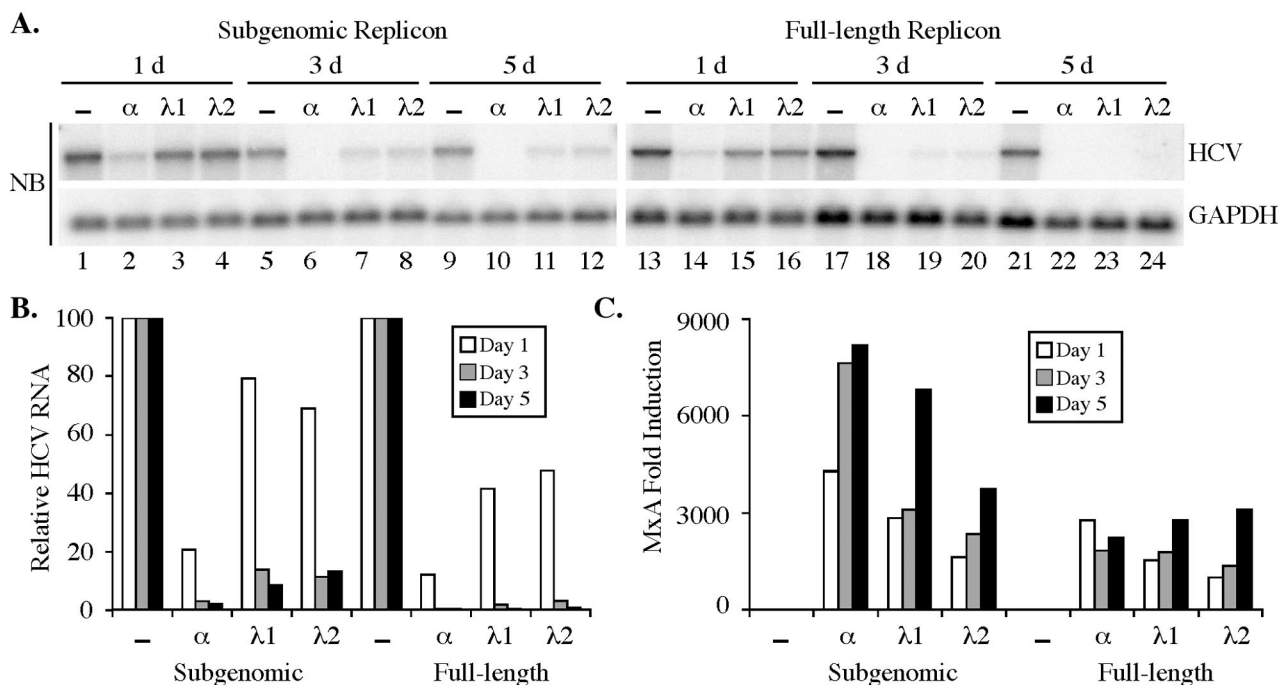 A.
Subgenomic Replicon Full-length Replicon
1 d 3 d 5 d 1 d 3 d 5 d
– α λ1 λ2 – α λ1 λ2 – α λ1 λ2 – α λ1 λ2 – α λ1 λ2 – α λ1 λ2
HCV
NB
GAPDH
1 2 3 4 5 6 7 8 9 10 11 12 13 14 15 16 17 18 19 20 21 22 23 24
B.
Relative HCV RNA
100
80
60
40
20
0
Day 1
Day 3
Day 5
– α λ1 λ2 – α λ1 λ2
Subgenomic Full-length
C.
MxA Fold Induction
9000
6000
3000
0
Day 1
Day 3
Day 5
– α λ1 λ2 – α λ1 λ2
Subgenomic Full-length